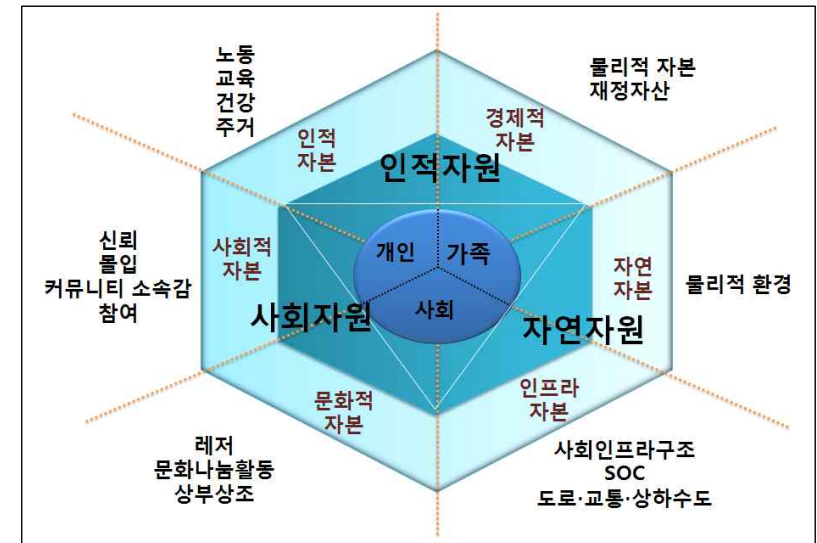 노동
교육
건강
주거
물리적 자본
재정자산
인적
자본
경제적
자본
인적자원
신뢰
몰입
커뮤니티 소속감
참여
사회적
자본
개인
가족
사회
자연
자본
물리적 환경
사회자원
자연자원
문화적
자본
인프라
자본
레저
문화나눔활동
상부상조
사회인프라구조
SOC
도로·교통·상하수도